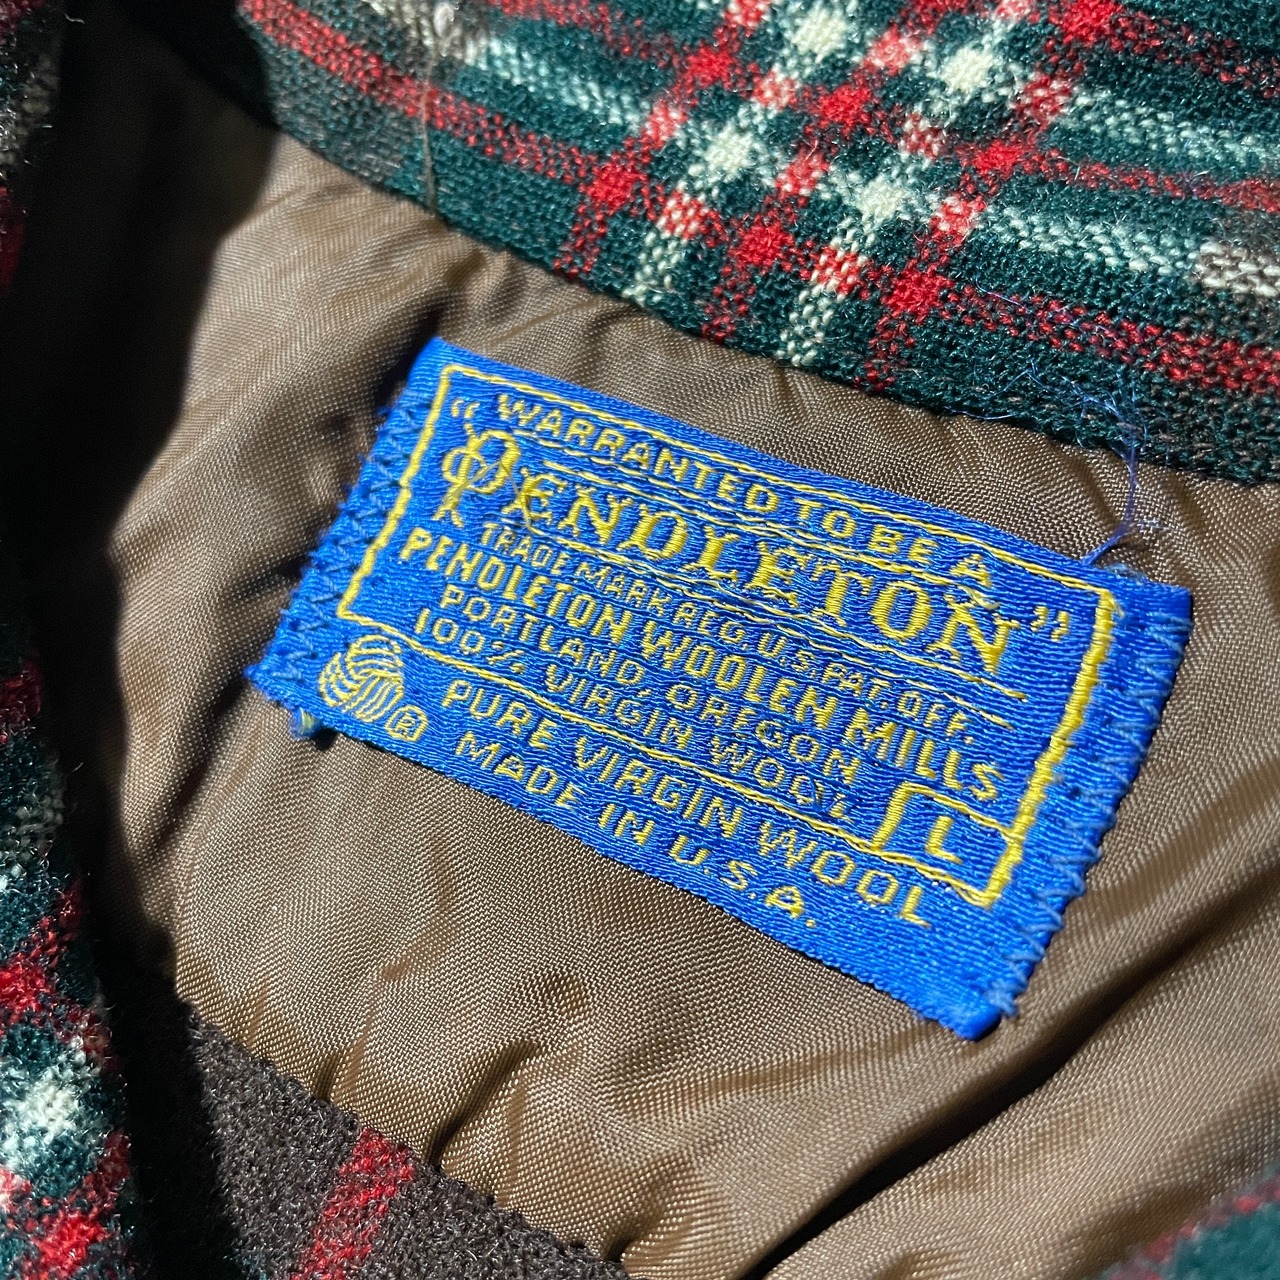 "WARRANTED TO BE A
PENDLETON"
TRADE MARK REG. U.S. PAT. OFF.
PENDLETON WOOLEN MILLS
PORTLAND, OREGON
100% VIRGIN WOOL
L
PURE VIRGIN WOOL
®
MADE IN U.S.A.